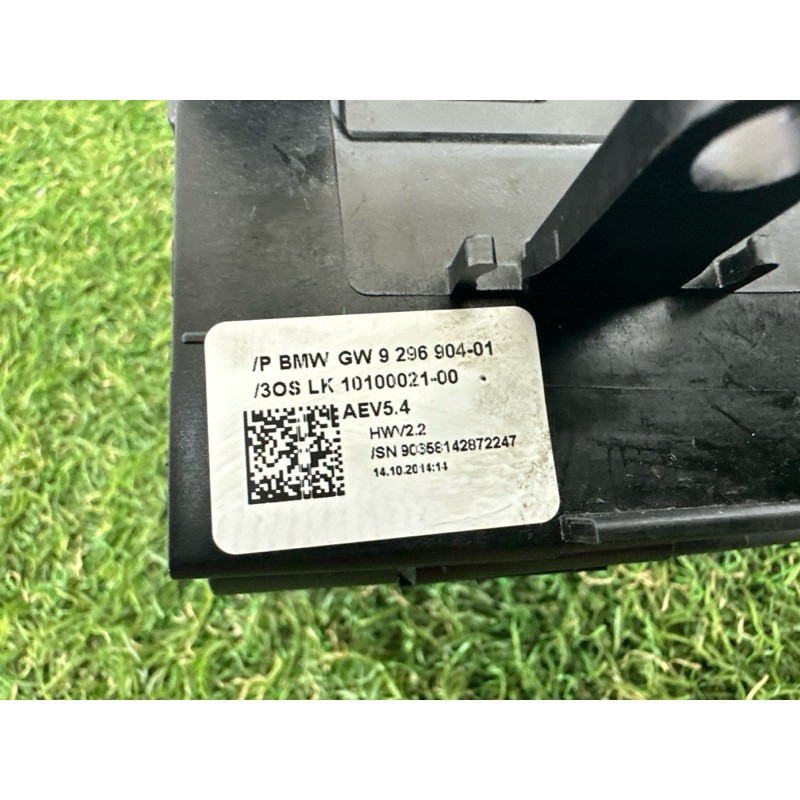 /P BMW GW 9 296 904-01
/3OS LK 10100021-00
AEV5.4
HWV2.2
/SN 90358142872247
14.10.2014:14